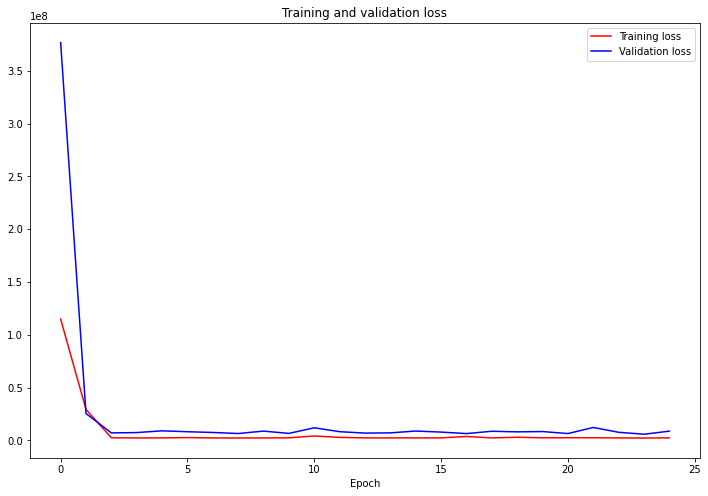 Training and validation loss
1e8
Training loss
Validation loss
3.5
3.0
2.5
2.0
1.5
1.0
0.5
0.0
0 5 10 15 20 25
Epoch